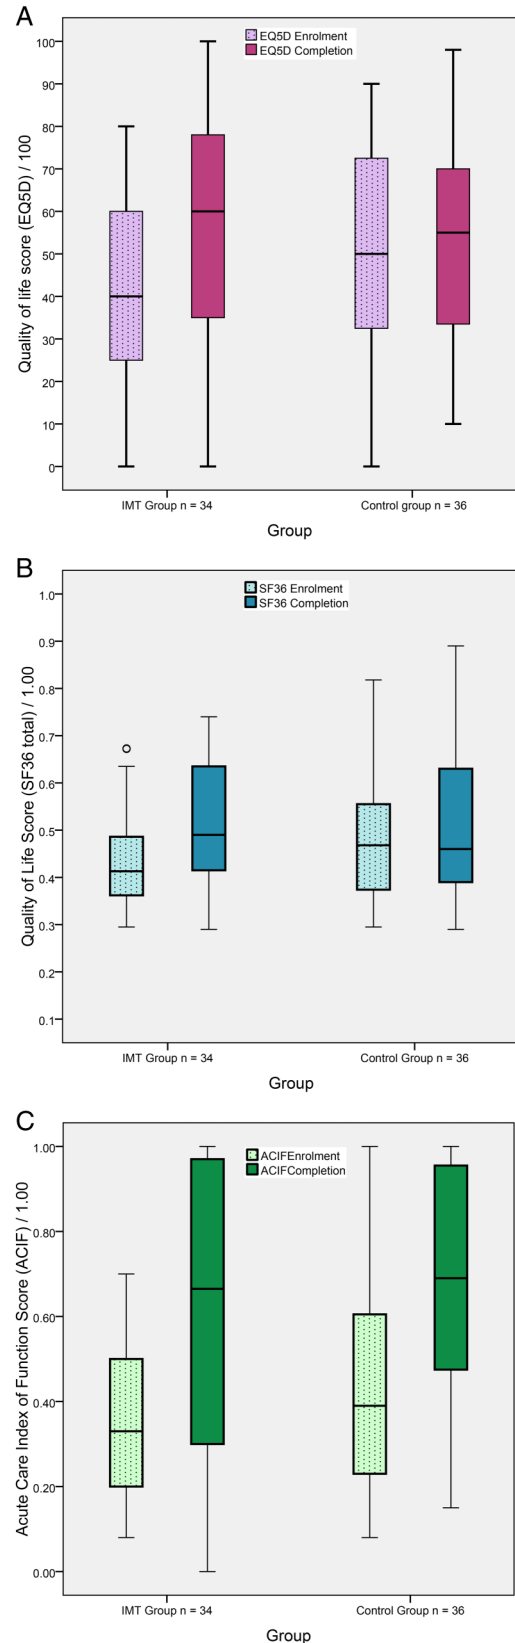 A
EQ5D Enrolment
EQ5D Completion
Quality of life score (EQ5D) / 100
100
90
80
70
60
50
40
30
20
10
0
IMT Group n = 34
Control group n = 36
Group
B
SF36 Enrolment
SF36 Completion
Quality of Life Score (SF36 total) / 1.00
1.0
0.9
0.8
0.7
0.6
0.5
0.4
0.3
0.2
0.1
IMT Group n = 34
Control Group n = 36
Group
C
ACIFEnrolment
ACIFCompletion
Acute Care Index of Function Score (ACIF) / 1.00
1.00
0.80
0.60
0.40
0.20
0.00
IMT Group n = 34
Control Group n = 36
Group